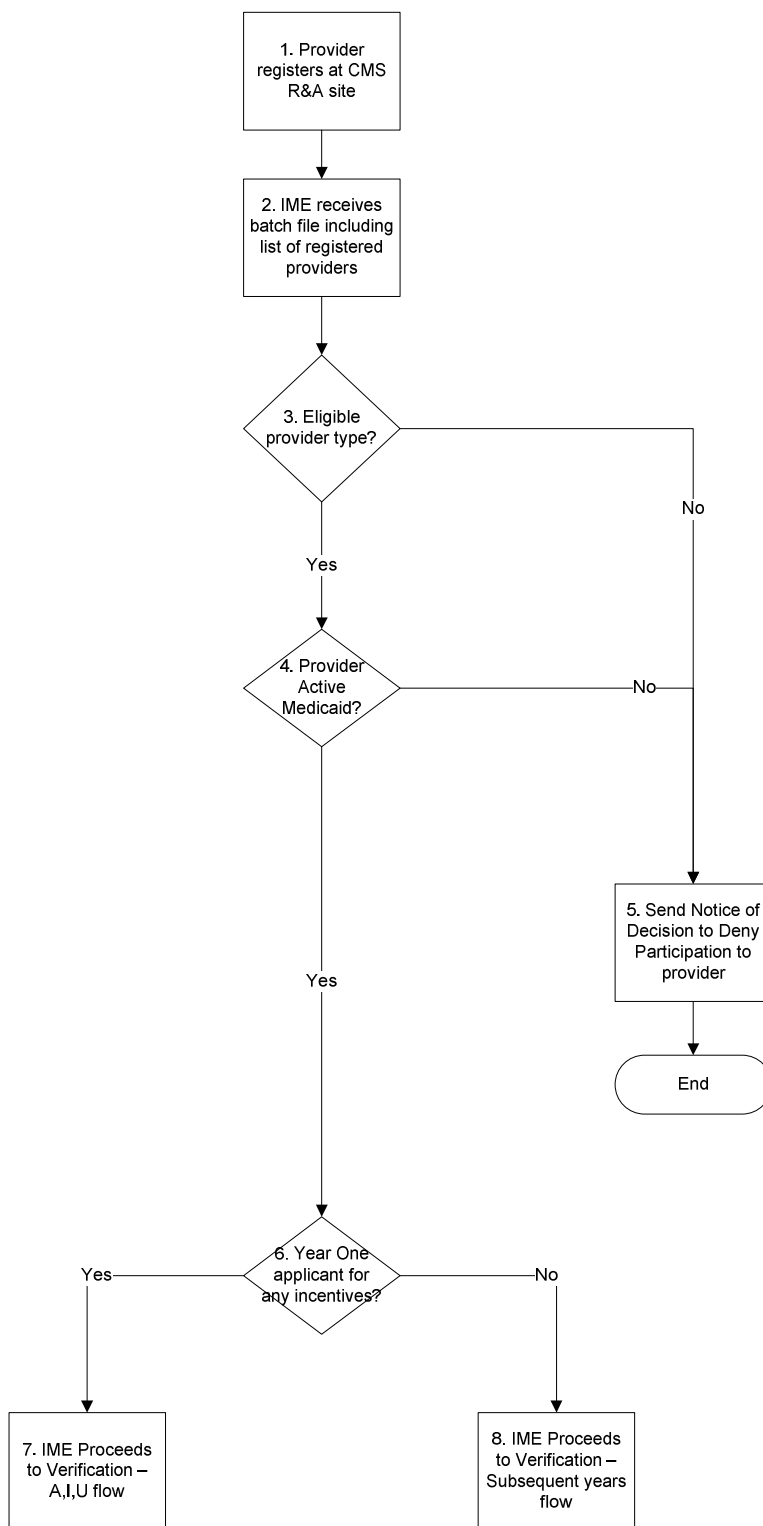 1. Provider
registers at CMS
R&A site
2. IME receives
batch file including
list of registered
providers
3. Eligible
provider type?
No
Yes
4. Provider
Active
Medicaid?
No
5. Send Notice of
Decision to Deny
Participation to
provider
Yes
End
6. Year One
applicant for
any incentives?
Yes
No
7. IME Proceeds
to Verification –
A,I,U flow
8. IME Proceeds
to Verification –
Subsequent years
flow